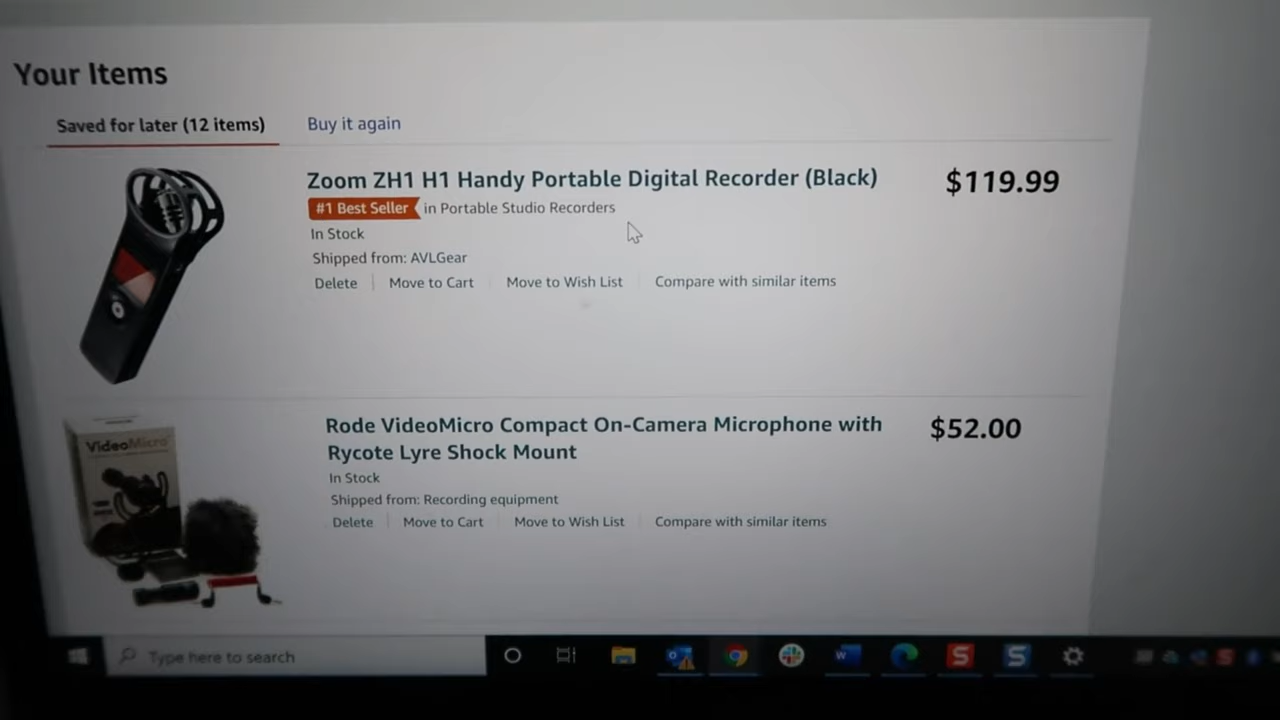 Your Items
Saved for later (12 items)
Buy it again
Zoom ZH1 H1 Handy Portable Digital Recorder (Black)
$119.99
#1 Best Seller in Portable Studio Recorders
In Stock
Shipped from: AVLGear
Delete
Move to Cart
Move to Wish List
Compare with similar items
VideoMicro
Rode VideoMicro Compact On-Camera Microphone with
Rycote Lyre Shock Mount
$52.00
In Stock
Shipped from: Recording equipment
Delete
Move to Cart
Move to Wish List
Compare with similar items
Type here to search
W
S
S
S